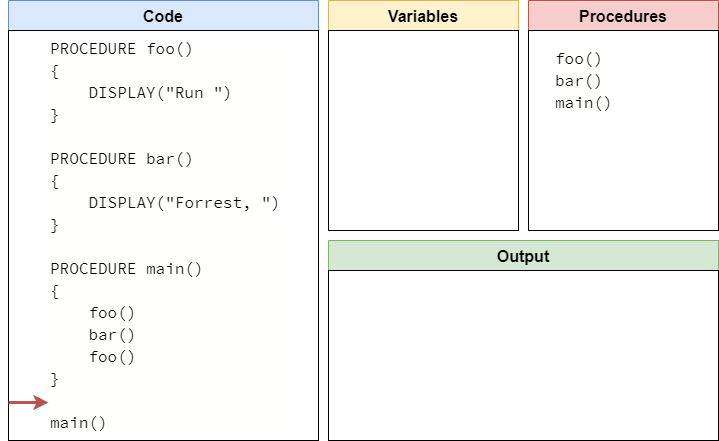 Code
PROCEDURE foo()
{
    DISPLAY("Run ")
}
PROCEDURE bar()
{
    DISPLAY("Forrest, ")
}
PROCEDURE main()
{
    foo()
    bar()
    foo()
}
main()
Variables
Procedures
foo()
bar()
main()
Output